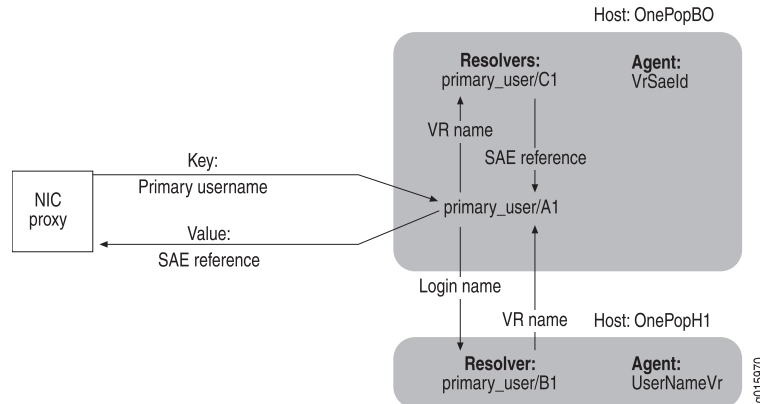 Host: OnePopBO
Resolvers:
primary_user/C1
Agent:
VrSaeId
VR name
SAE reference
Key:
Primary username
NIC
proxy
primary_user/A1
Value:
SAE reference
Login name
VR name
Host: OnePopH1
Resolver:
primary_user/B1
Agent:
UserNameVr
g015970